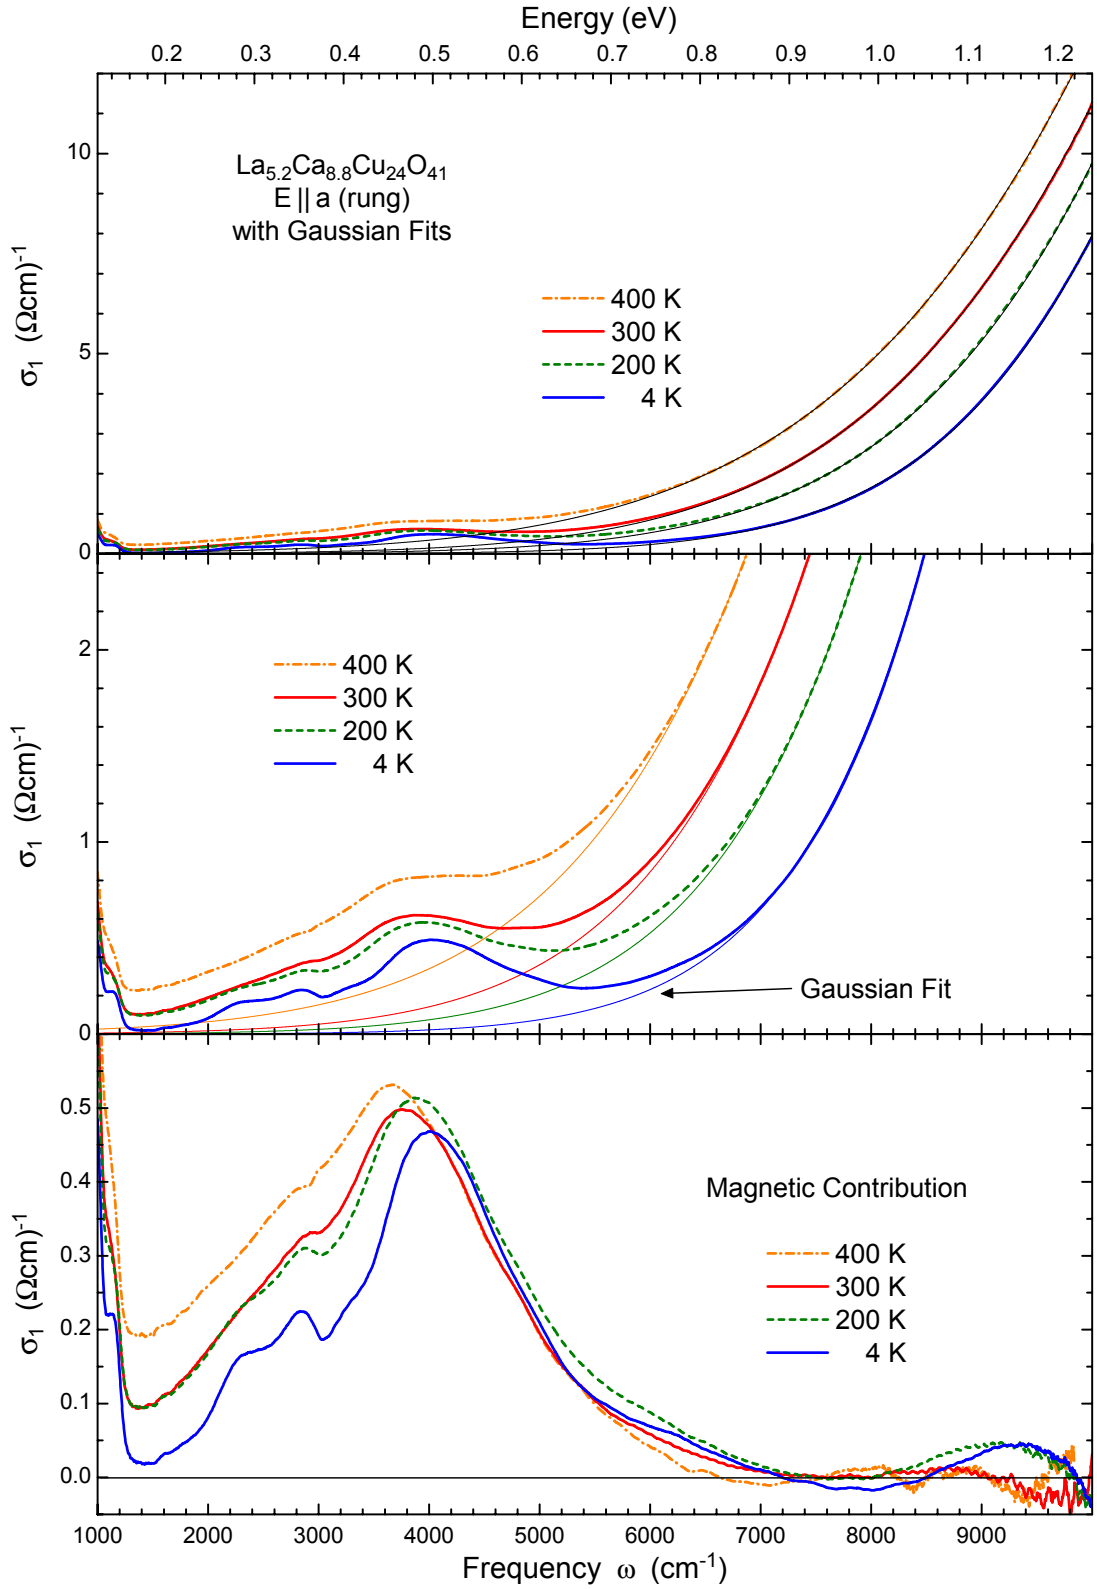 Energy (eV)
0.2 0.3 0.4 0.5 0.6 0.7 0.8 0.9 1.0 1.1 1.2
La5.2Ca8.8Cu24O41
E || a (rung)
with Gaussian Fits
400 K
300 K
200 K
4 K
10
5
0
σ1 (Ωcm)-1
400 K
300 K
200 K
4 K
Gaussian Fit
2
1
0
σ1 (Ωcm)-1
Magnetic Contribution
400 K
300 K
200 K
4 K
0.5
0.4
0.3
0.2
0.1
0.0
σ1 (Ωcm)-1
1000 2000 3000 4000 5000 6000 7000 8000 9000
Frequency ω (cm-1)